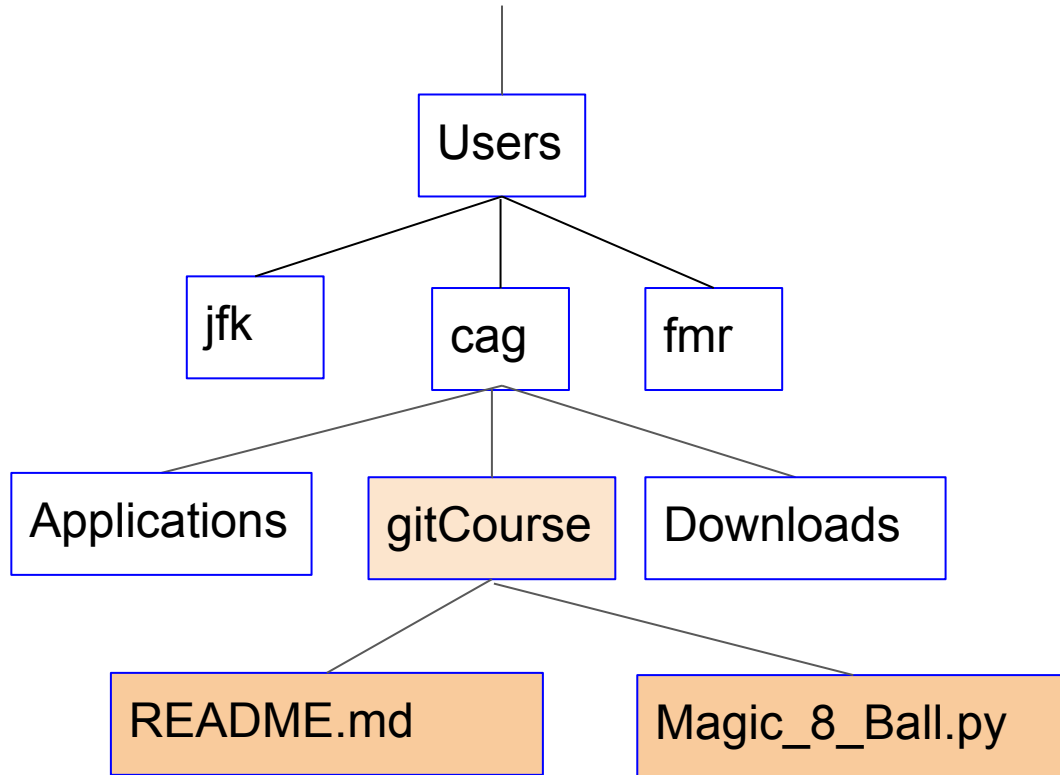 Users
jfk
cag
fmr
Applications
gitCourse
Downloads
README.md
Magic_8_Ball.py